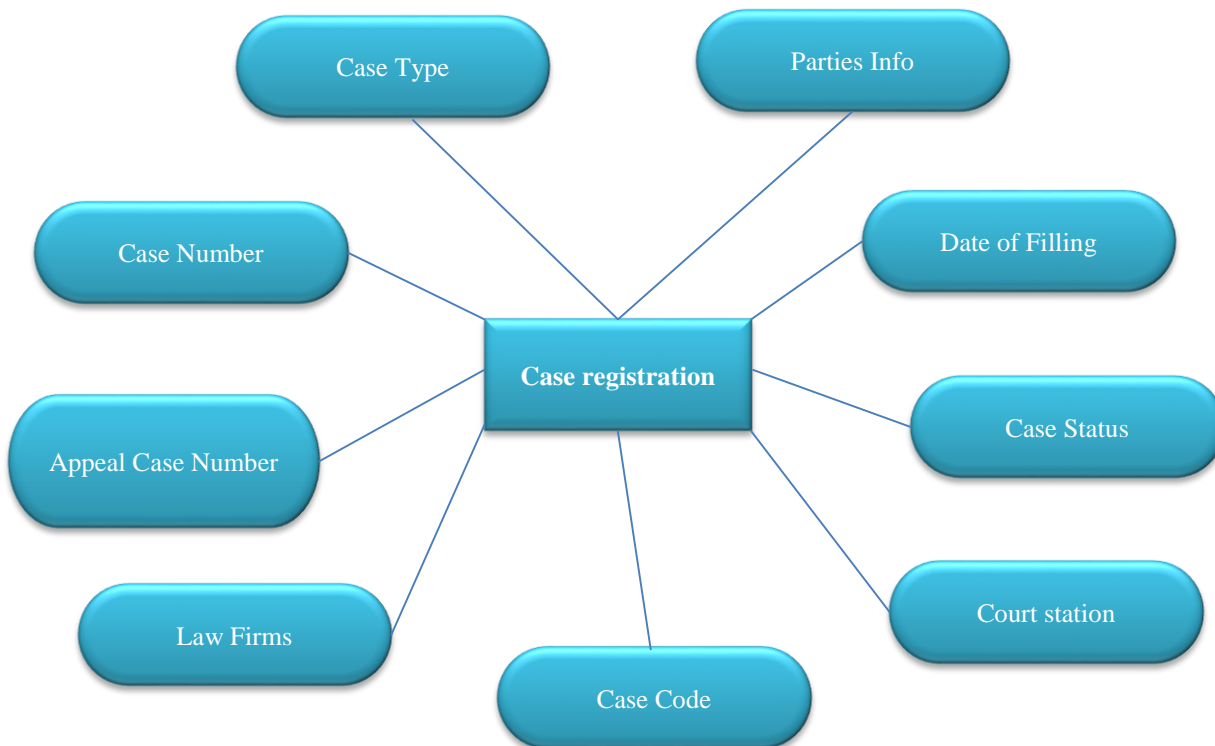 Case Type
Parties Info
Case Number
Date of Filling
Case registration
Appeal Case Number
Case Status
Law Firms
Court station
Case Code